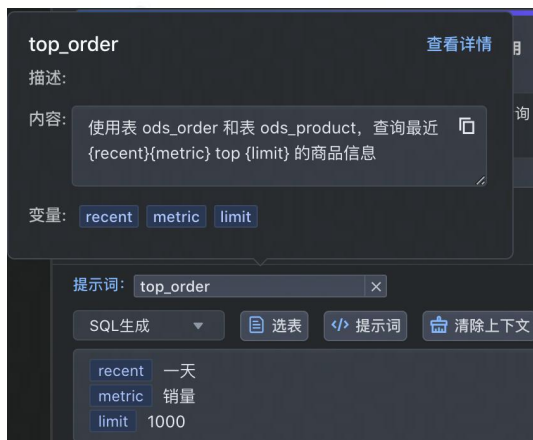 top_order 查看详情
描述:
内容: 使用表 ods_order 和表 ods_product，查询最近
{recent}{metric} top {limit} 的商品信息
询
变量: recent metric limit
提示词: top_order ×
SQL生成 选表 </> 提示词 清除上下文
recent 一天
metric 销量
limit 1000